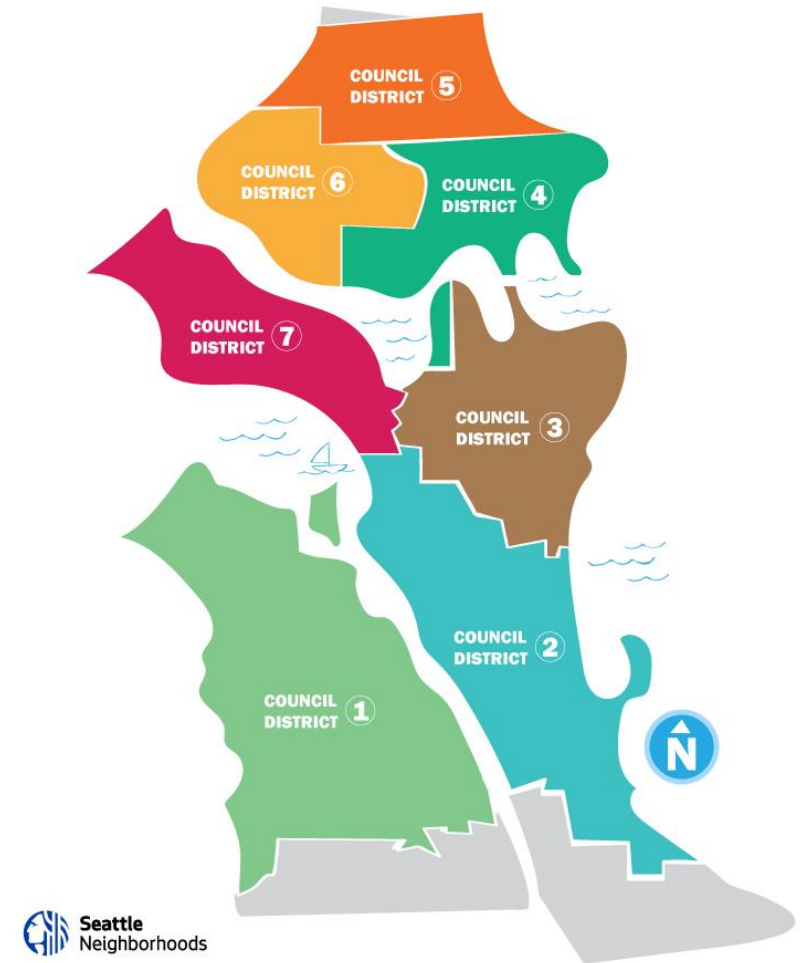 COUNCIL
DISTRICT 5
COUNCIL
DISTRICT 6
COUNCIL
DISTRICT 4
COUNCIL
DISTRICT 7
COUNCIL
DISTRICT 3
COUNCIL
DISTRICT 2
COUNCIL
DISTRICT 1
N
Seattle
Neighborhoods